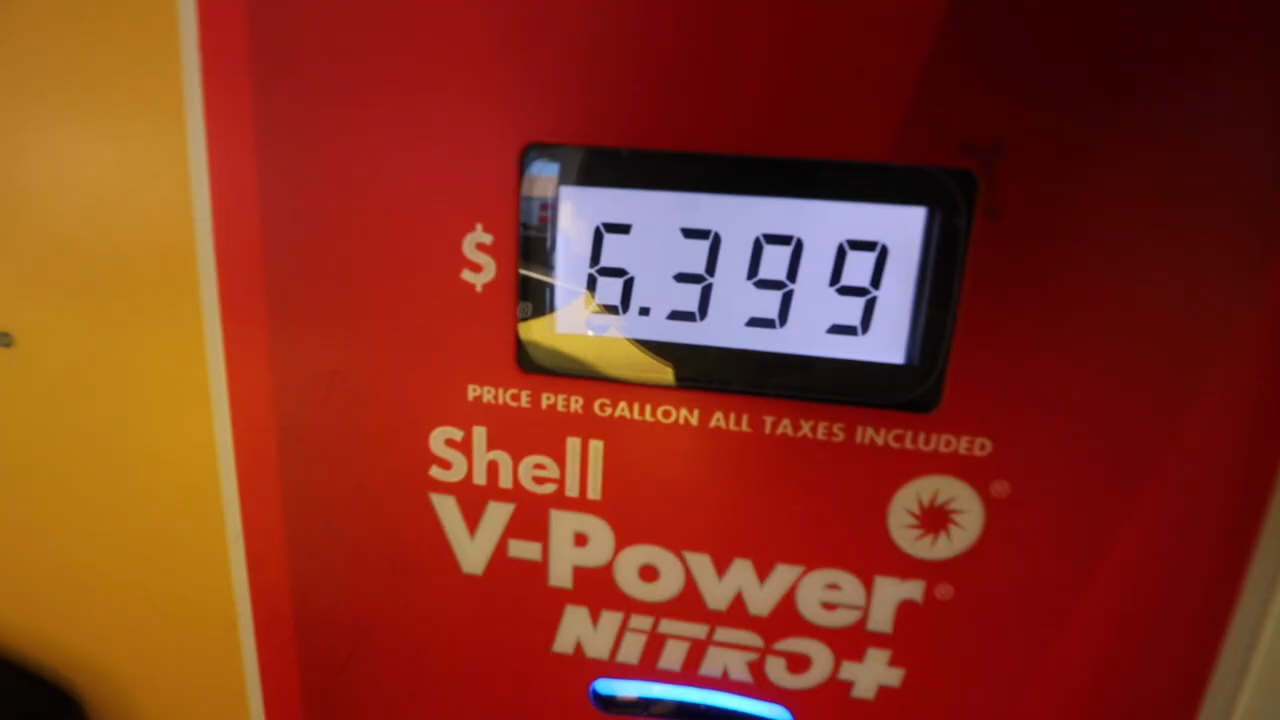 $ 6.399
PRICE PER GALLON ALL TAXES INCLUDED
Shell
V-Power®
NiTRO+